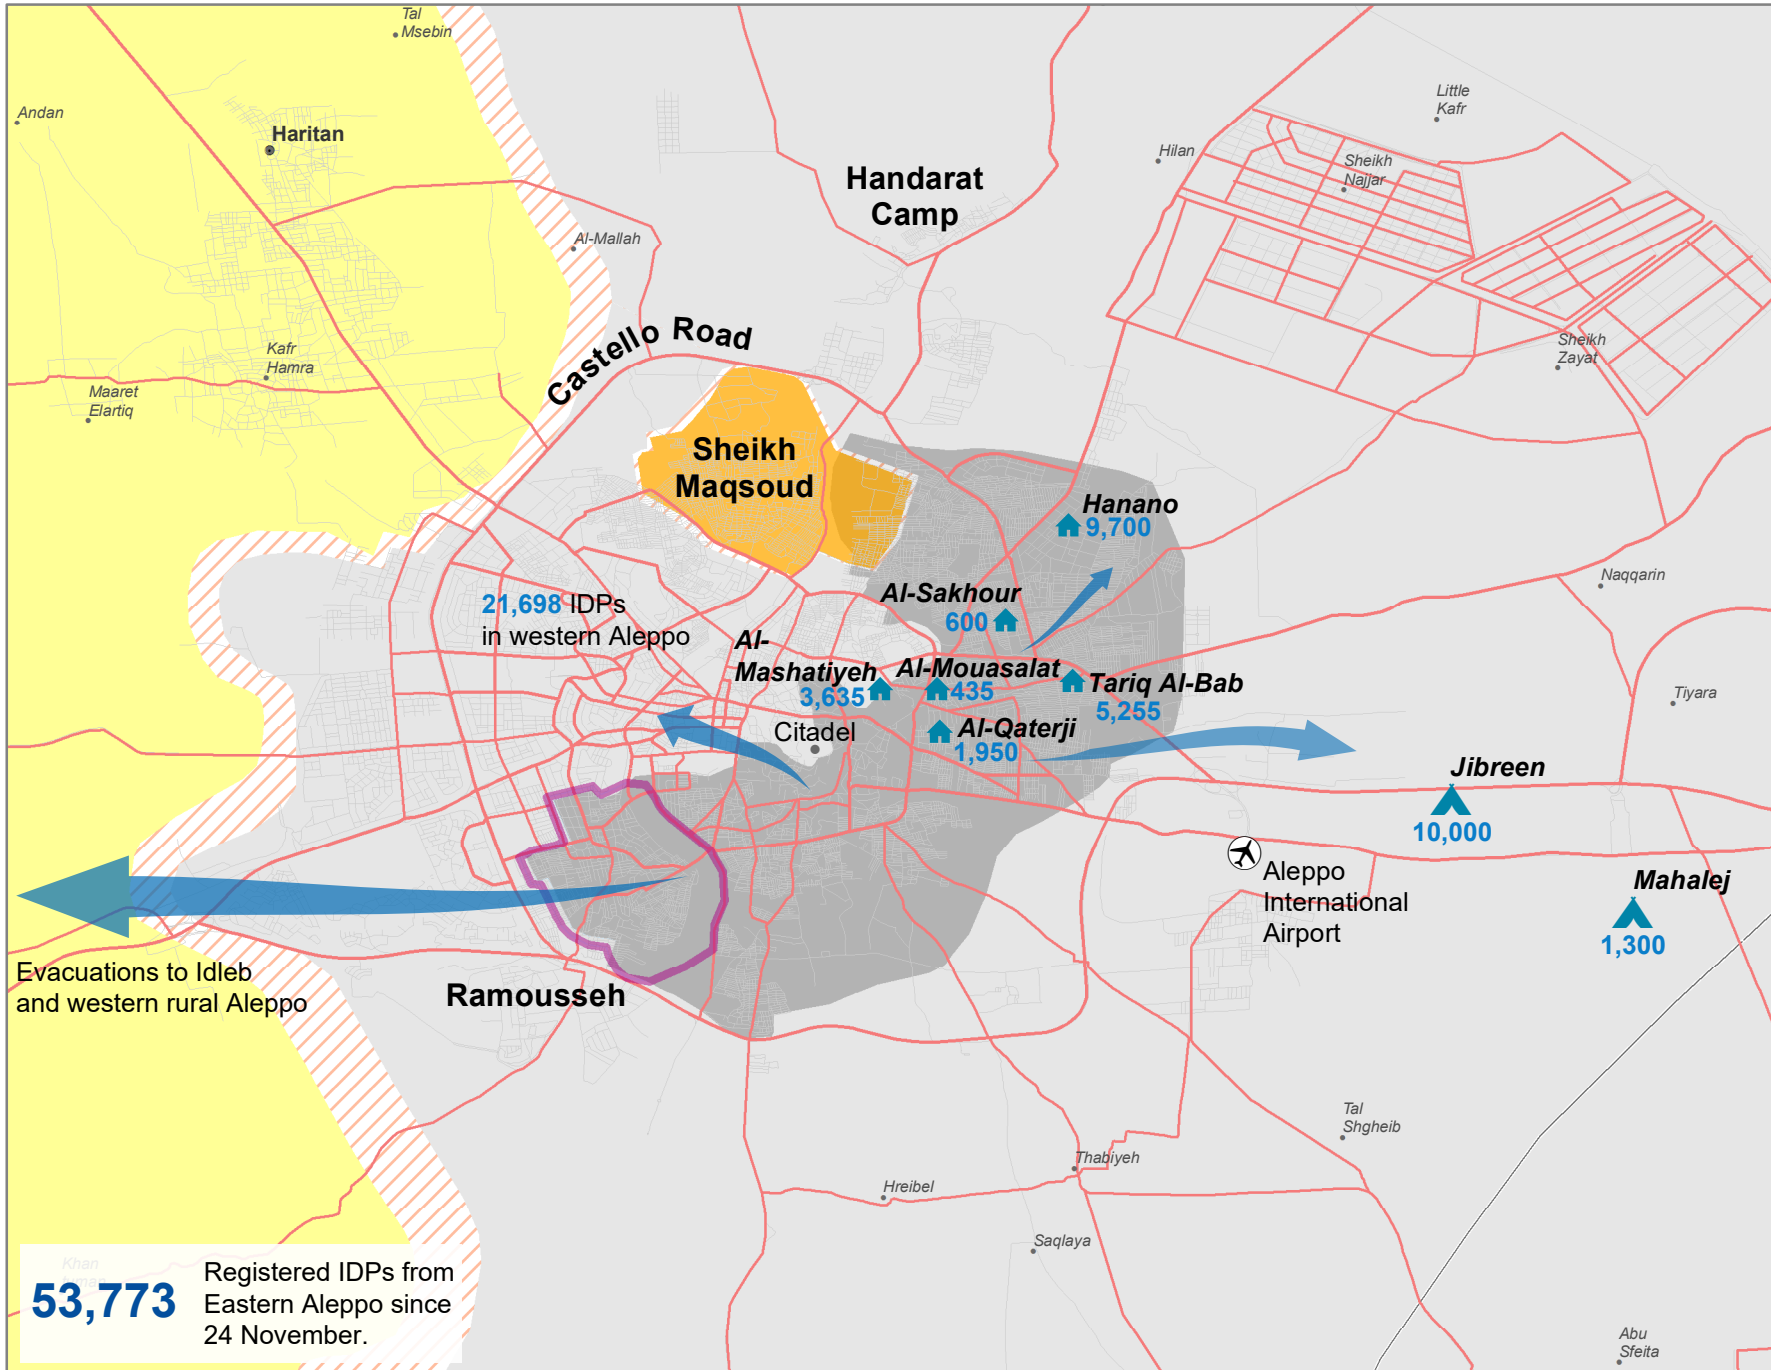 Tal
Msebin
Andan
Haritan
Little
Kafr
Hilan
Sheikh
Najjar
Handarat
Camp
Al-Mallah
Castello Road
Kafr
Hamra
Sheikh
Zayat
Maaret
Elartiq
Sheikh
Maqsoud
Hanano
9,700
Naqqarin
21,698 IDPs
in western Aleppo
Al-Sakhour
600
Al-
Mashatiyeh
3,635
Al-Mouasalat
435
Tariq Al-Bab
5,255
Tiyara
Citadel
Al-Qaterji
1,950
Jibreen
10,000
Aleppo
International
Airport
Mahalej
1,300
Evacuations to Idleb
and western rural Aleppo
Ramousseh
Tal
Shgheib
Thabiyeh
Hreibel
Saqlaya
Khan
53,773
Registered IDPs from
Eastern Aleppo since
24 November.
Abu
Sfeita